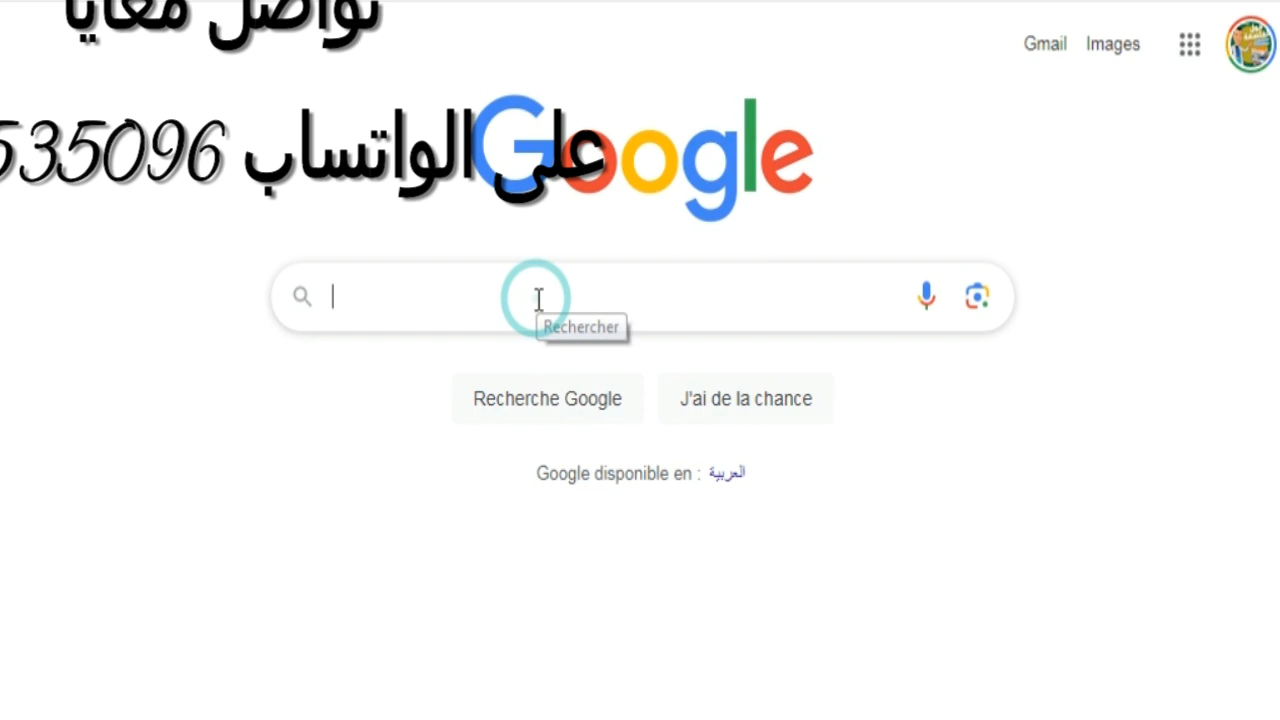 تواصل معايا
على الواتساب 535096
Gmail Images
Google
Rechercher
Recherche Google J'ai de la chance
Google disponible en : العربية